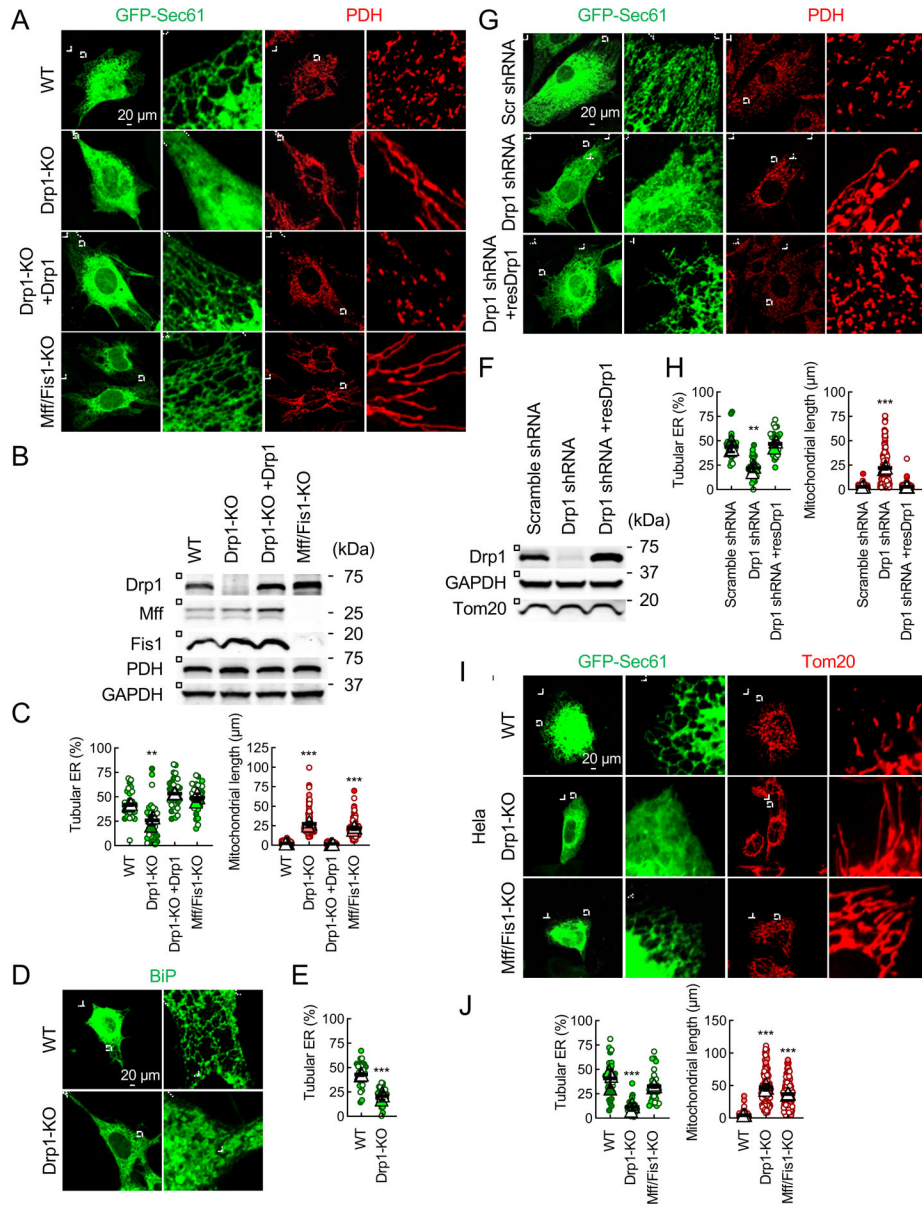 A
GFP-Sec61
PDH
WT
20 µm
Drp1-KO
Drp1-KO
+Drp1
Mff/Fis1-KO
B
WT
Drp1-KO
Drp1-KO +Drp1
Mff/Fis1-KO
(kDa)
Drp1
75
Mff
25
Fis1
20
PDH
75
GAPDH
37
C
Tubular ER (%)
100
75
50
25
0
WT
Drp1-KO
Drp1-KO +Drp1
Mff/Fis1-KO
**
Mitochondrial length (µm)
125
100
75
50
25
0
WT
Drp1-KO
Drp1-KO +Drp1
Mff/Fis1-KO
***
***
D
BiP
WT
20 µm
Drp1-KO
E
Tubular ER (%)
100
75
50
25
0
WT
Drp1-KO
***
G
GFP-Sec61
PDH
Scr shRNA
20 µm
Drp1 shRNA
Drp1 shRNA
+resDrp1
F
Scramble shRNA
Drp1 shRNA
Drp1 shRNA +resDrp1
(kDa)
Drp1
75
GAPDH
37
Tom20
20
H
Tubular ER (%)
100
75
50
25
0
Scramble shRNA
Drp1 shRNA
Drp1 shRNA +resDrp1
**
Mitochondrial length (µm)
100
75
50
25
0
Scramble shRNA
Drp1 shRNA
Drp1 shRNA +resDrp1
***
I
GFP-Sec61
Tom20
Hela
WT
20 µm
Drp1-KO
Mff/Fis1-KO
J
Tubular ER (%)
100
75
50
25
0
WT
Drp1-KO
Mff/Fis1-KO
***
Mitochondrial length (µm)
150
125
100
75
50
25
0
WT
Drp1-KO
Mff/Fis1-KO
***
***